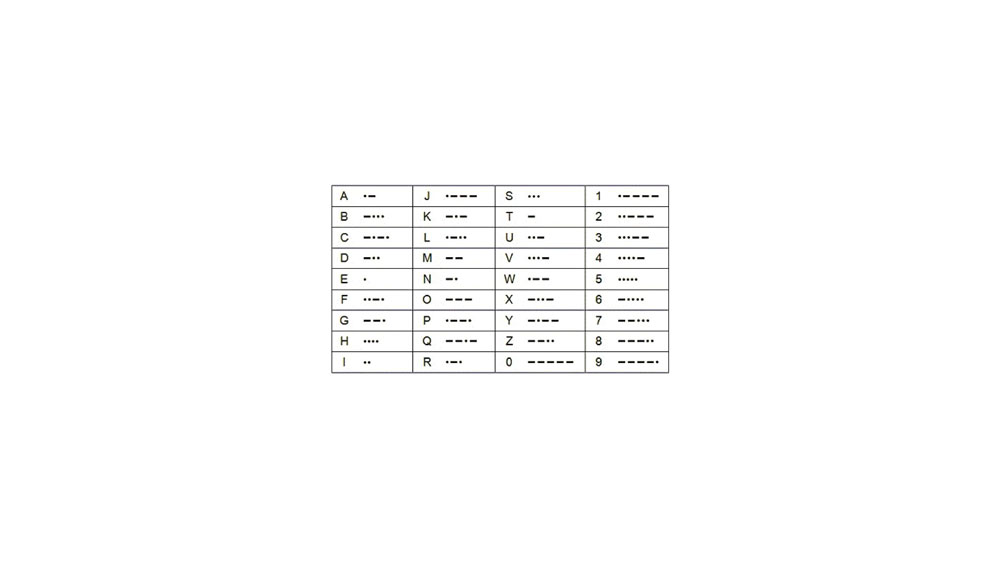 A •– J •––– S ••• 1 •––––
B –••• K –•– T – 2 ••–––
C –•–• L •–•• U ••– 3 •••––
D –•• M –– V •••– 4 ••••–
E • N –• W •–– 5 •••••
F ••–• O ––– X –••– 6 –••••
G ––• P •––• Y –•–– 7 ––•••
H •••• Q ––•– Z ––•• 8 –––••
I •• R •–• 0 ––––– 9 ––––•